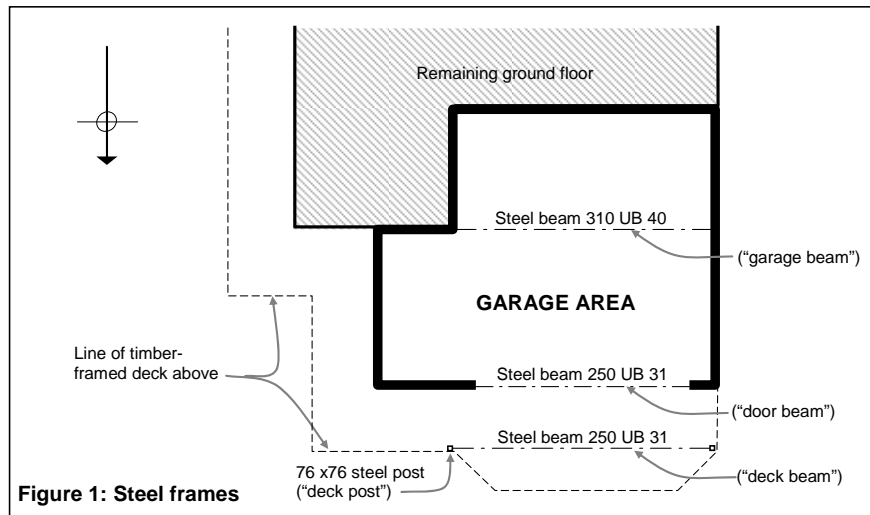 Remaining ground floor
Steel beam 310 UB 40
(“garage beam”)
GARAGE AREA
Line of timber-
framed deck above
Steel beam 250 UB 31
(“door beam”)
Steel beam 250 UB 31
(“deck beam”)
76 x76 steel post
(“deck post”)
Figure 1: Steel frames